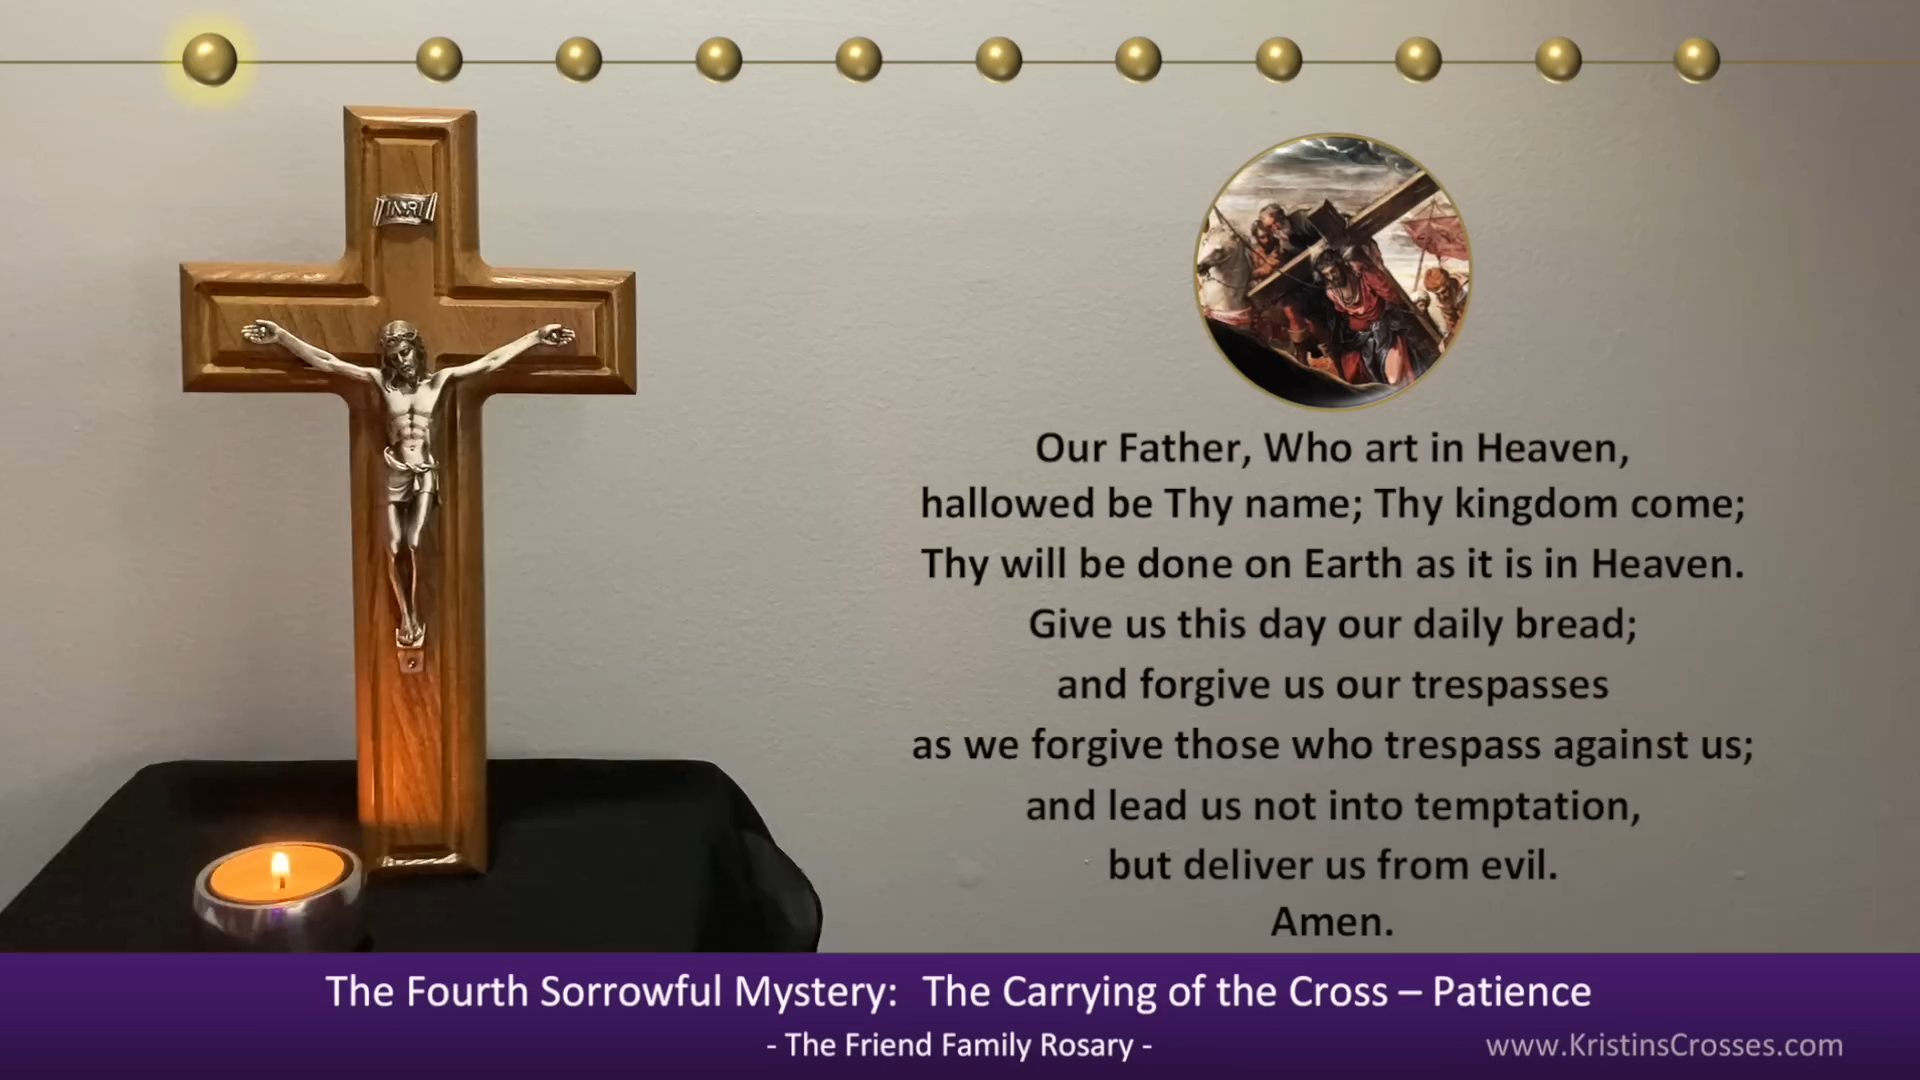 INRI
Our Father, Who art in Heaven,
hallowed be Thy name; Thy kingdom come;
Thy will be done on Earth as it is in Heaven.
Give us this day our daily bread;
and forgive us our trespasses
as we forgive those who trespass against us;
and lead us not into temptation,
but deliver us from evil.
Amen.
The Fourth Sorrowful Mystery: The Carrying of the Cross – Patience
- The Friend Family Rosary -
www.KristinsCrosses.com